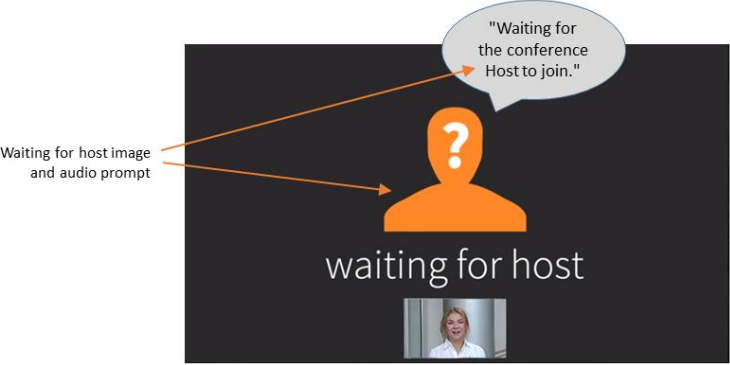 "Waiting for
the conference
Host to join."
Waiting for host image
and audio prompt
?
waiting for host